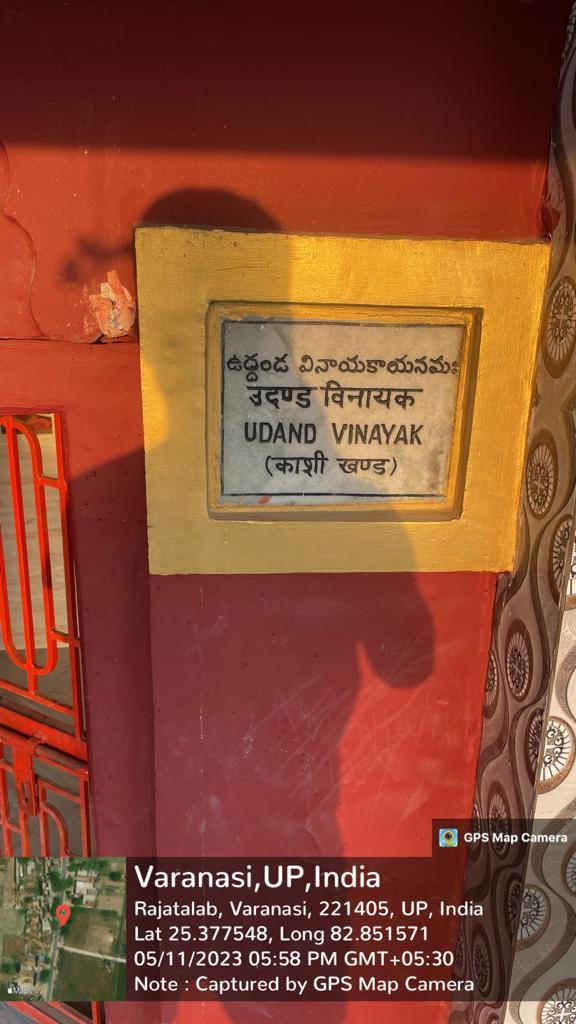 ఉద్దండ వినాయకాయనమః
उदण्ड विनायक
UDAND VINAYAK
(काशी खण्ड)
GPS Map Camera
Varanasi,UP,India
Rajatalab, Varanasi, 221405, UP, India
Lat 25.377548, Long 82.851571
05/11/2023 05:58 PM GMT+05:30
Note : Captured by GPS Map Camera
Maps